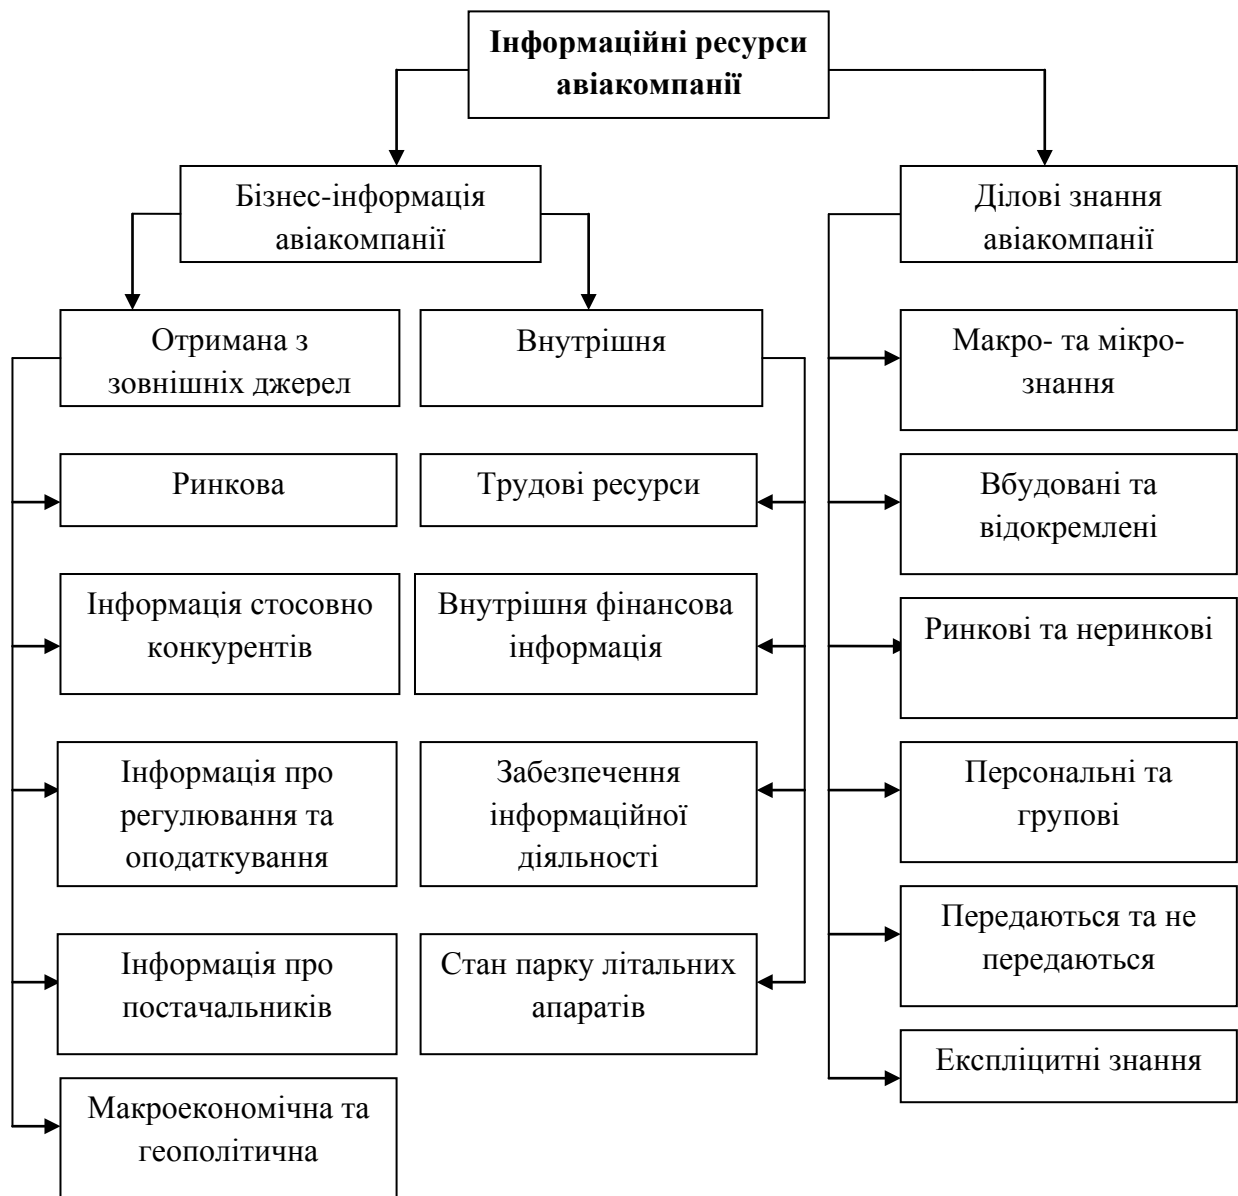 Інформаційні ресурси
авіакомпанії
Бізнес-інформація
авіакомпанії
Ділові знання
авіакомпанії
Отримана з
зовнішніх джерел
Внутрішня
Макро- та мікро-
знання
Ринкова
Трудові ресурси
Вбудовані та
відокремлені
Інформація стосовно
конкурентів
Внутрішня фінансова
інформація
Ринкові та неринкові
Інформація про
регулювання та
оподаткування
Забезпечення
інформаційної
діяльності
Персональні та
групові
Інформація про
постачальників
Стан парку літальних
апаратів
Передаються та не
передаються
Експліцитні знання
Макроекономічна та
геополітична